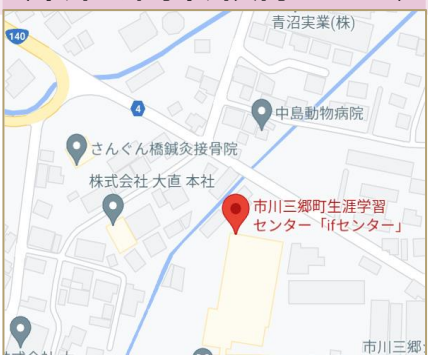 青沼実業(株)
140
4
中島動物病院
さんぐん橋鍼灸接骨院
株式会社 大直 本社
市川三郷町生涯学習
センター「ifセンター」
市川三郷